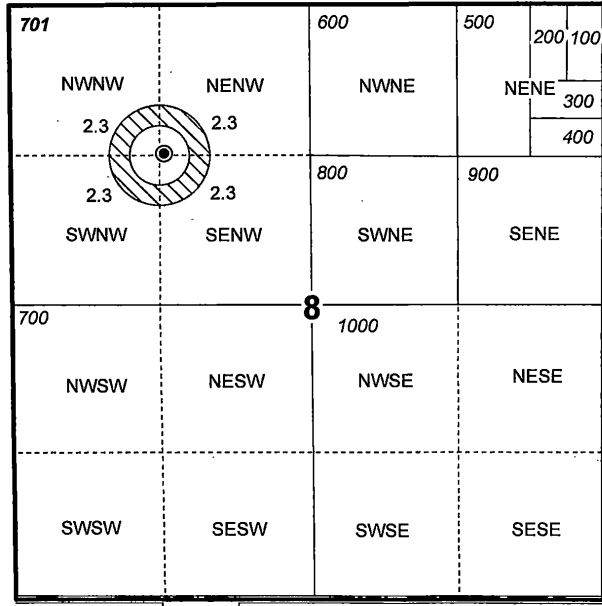 701 600 500 200 100
NWNW NENW NWNE NENE
300
2.3 2.3 400
2.3 2.3 800 900
SWNW SENW SWNE SENE
8
700 1000
NWSW NESW NWSE NESE
SWSW SESW SWSE SESE